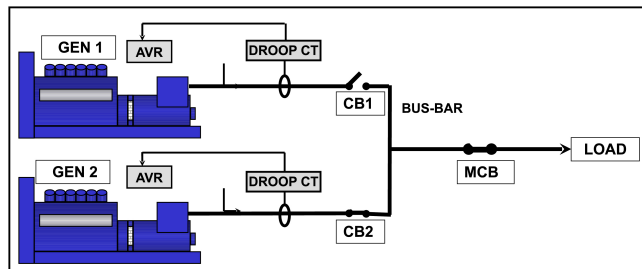 GEN 1
AVR
DROOP CT
CB1
BUS-BAR
GEN 2
AVR
DROOP CT
CB2
MCB
LOAD